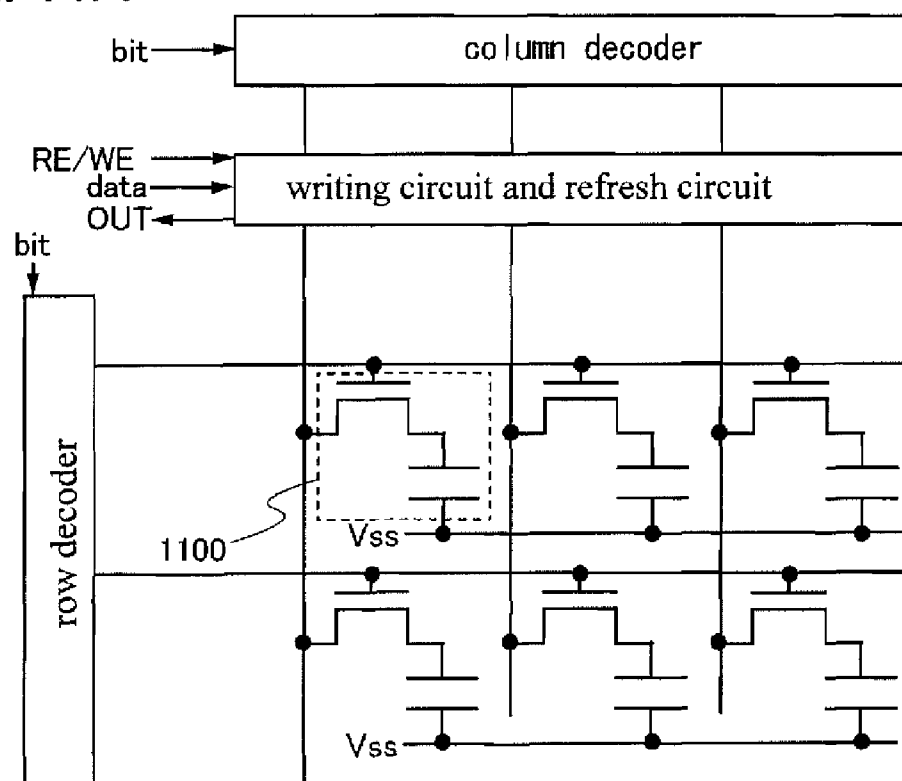 bit
column decoder
RE/WE
data
OUT
writing circuit and refresh circuit
bit
row decoder
1100
Vss
Vss